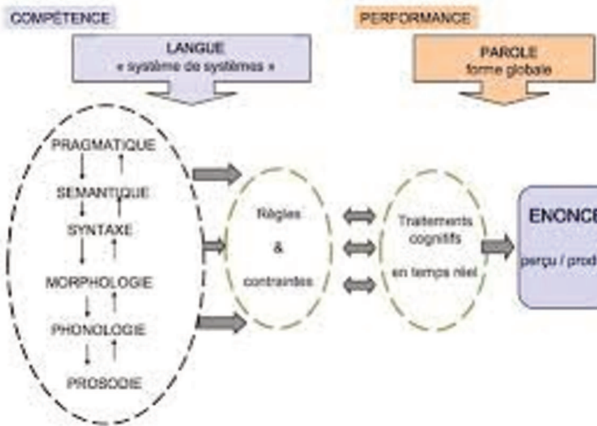 COMPÉTENCE
PERFORMANCE
LANGUE
« système de systèmes »
PAROLE
forme globale
PRAGMATIQUE
SEMANTIQUE
SYNTAXE
MORPHOLOGIE
PHONOLOGIE
PROSODIE
Règles
&
contraintes
Traitements
cognitifs
en temps réel
ENONCE
perçu / prod